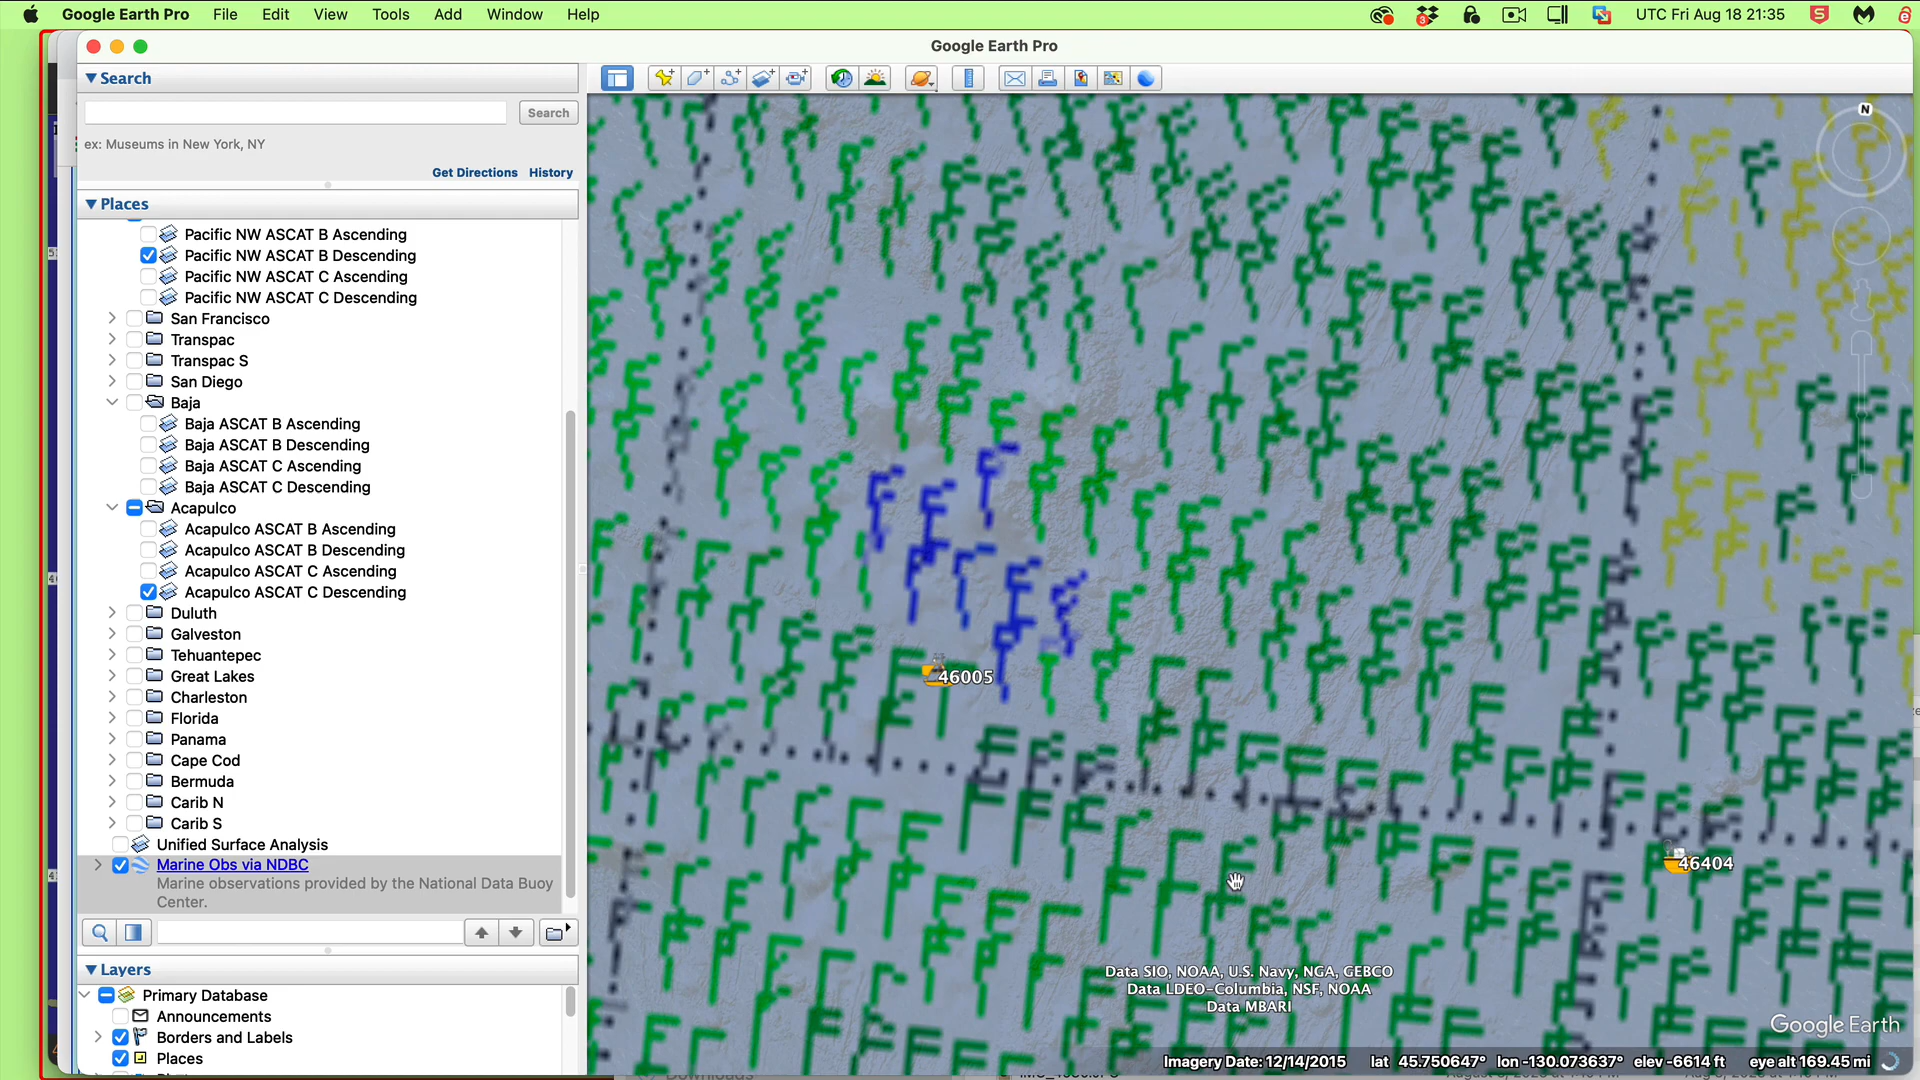 Google Earth Pro File Edit View Tools Add Window Help
3
UTC Fri Aug 18 21:35
Google Earth Pro
Search
Search
ex: Museums in New York, NY
Get Directions History
Places
Pacific NW ASCAT B Ascending
Pacific NW ASCAT B Descending
Pacific NW ASCAT C Ascending
Pacific NW ASCAT C Descending
San Francisco
Transpac
Transpac S
San Diego
Baja
Baja ASCAT B Ascending
Baja ASCAT B Descending
Baja ASCAT C Ascending
Baja ASCAT C Descending
Acapulco
Acapulco ASCAT B Ascending
Acapulco ASCAT B Descending
Acapulco ASCAT C Ascending
Acapulco ASCAT C Descending
Duluth
Galveston
Tehuantepec
Great Lakes
Charleston
Florida
Panama
Cape Cod
Bermuda
Carib N
Carib S
Unified Surface Analysis
Marine Obs via NDBC
Marine observations provided by the National Data Buoy
Center.
Layers
Primary Database
Announcements
Borders and Labels
Places
N
46005
46404
Data SIO, NOAA, U.S. Navy, NGA, GEBCO
Data LDEO-Columbia, NSF, NOAA
Data MBARI
Google Earth
Imagery Date: 12/14/2015 lat 45.750647° lon -130.073637° elev -6614 ft eye alt 169.45 mi